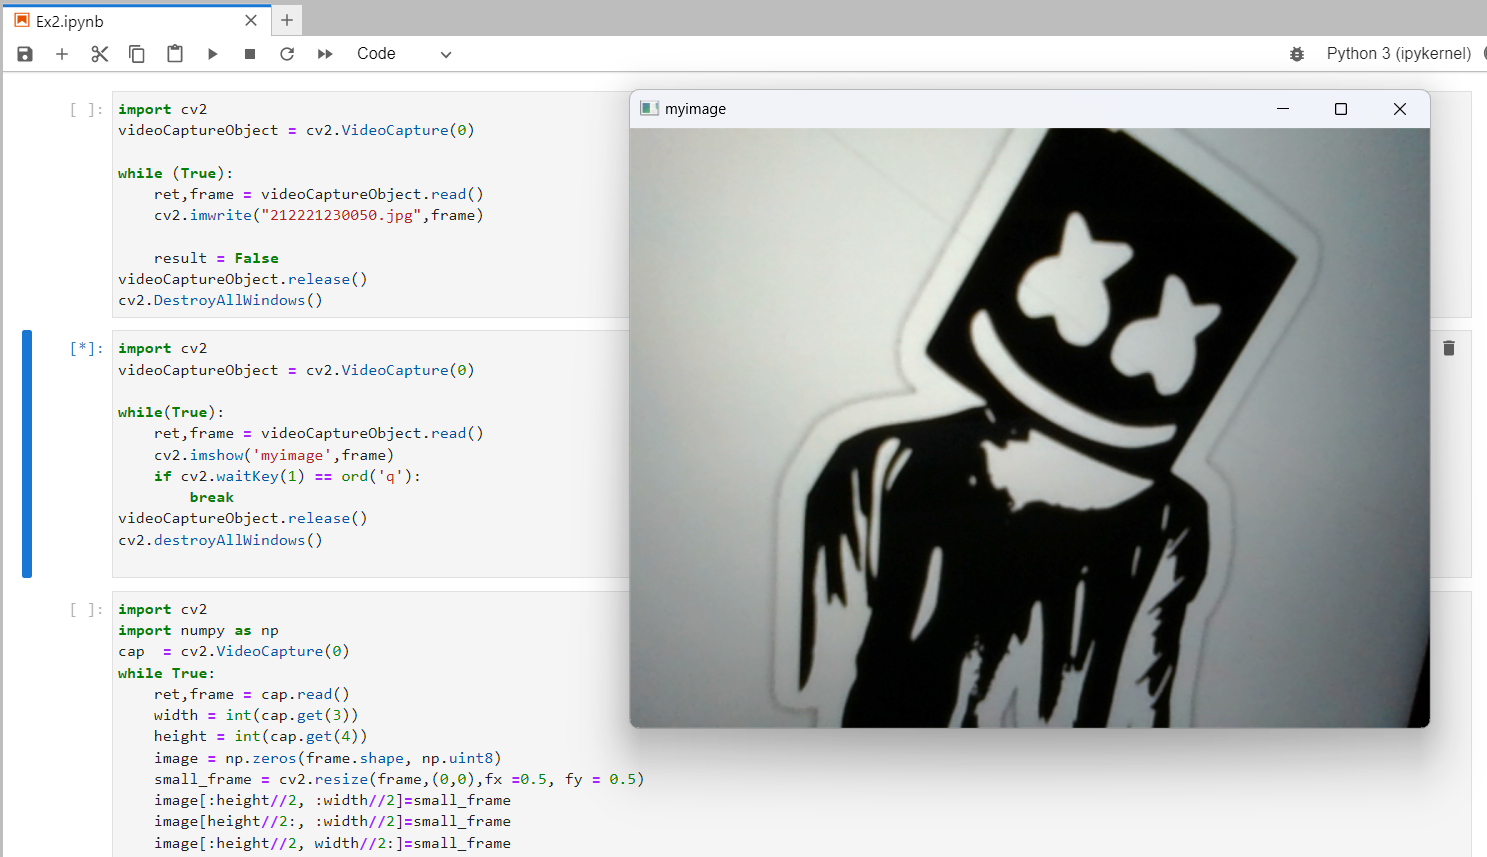 Ex2.ipynb
Code
Python 3 (ipykernel)
[ ]:
import cv2
videoCaptureObject = cv2.VideoCapture(0)
while (True):
    ret,frame = videoCaptureObject.read()
    cv2.imwrite("212221230050.jpg",frame)
    result = False
videoCaptureObject.release()
cv2.DestroyAllWindows()
myimage
[*]:
import cv2
videoCaptureObject = cv2.VideoCapture(0)
while(True):
    ret,frame = videoCaptureObject.read()
    cv2.imshow('myimage',frame)
    if cv2.waitKey(1) == ord('q'):
        break
videoCaptureObject.release()
cv2.destroyAllWindows()
[ ]:
import cv2
import numpy as np
cap  = cv2.VideoCapture(0)
while True:
    ret,frame = cap.read()
    width = int(cap.get(3))
    height = int(cap.get(4))
    image = np.zeros(frame.shape, np.uint8)
    small_frame = cv2.resize(frame,(0,0),fx =0.5, fy = 0.5)
    image[:height//2, :width//2]=small_frame
    image[height//2:, :width//2]=small_frame
    image[:height//2, width//2:]=small_frame